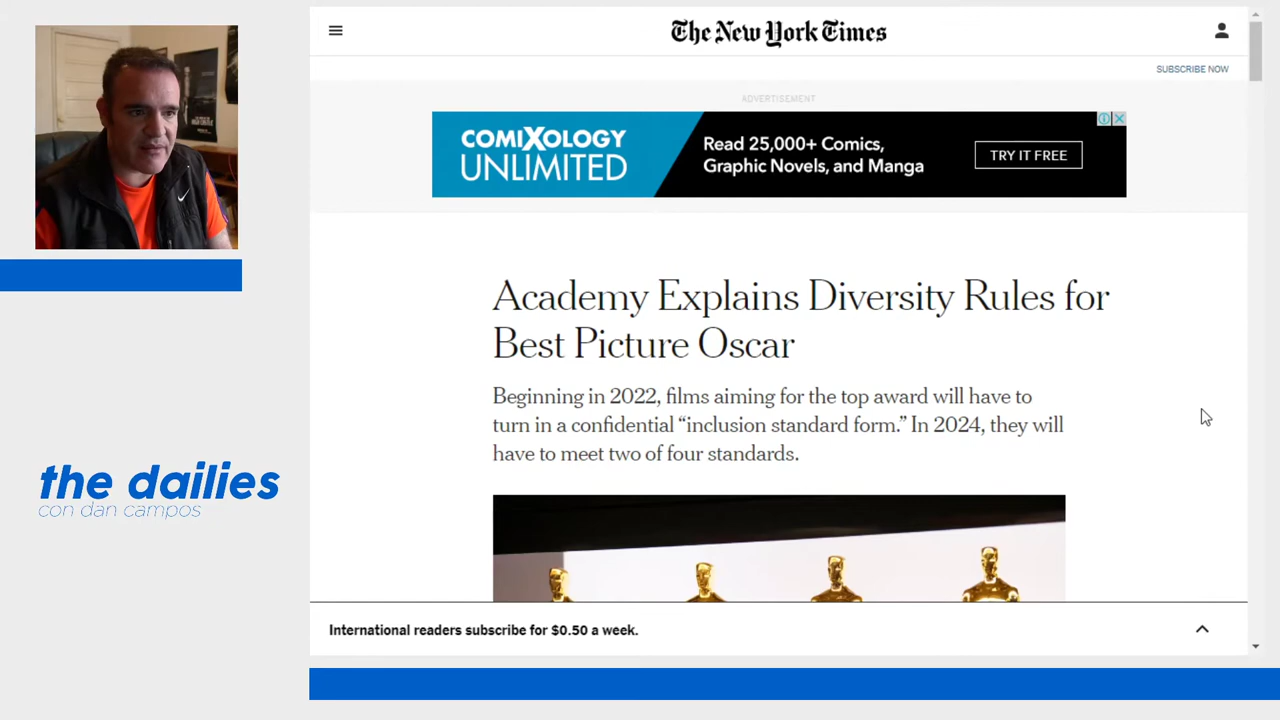 The New York Times
SUBSCRIBE NOW
ADVERTISEMENT
COMIXOLOGY
UNLIMITED
Read 25,000+ Comics,
Graphic Novels, and Manga
TRY IT FREE
Academy Explains Diversity Rules for
Best Picture Oscar
Beginning in 2022, films aiming for the top award will have to
turn in a confidential “inclusion standard form.” In 2024, they will
have to meet two of four standards.
the dailies
con dan campos
International readers subscribe for $0.50 a week.